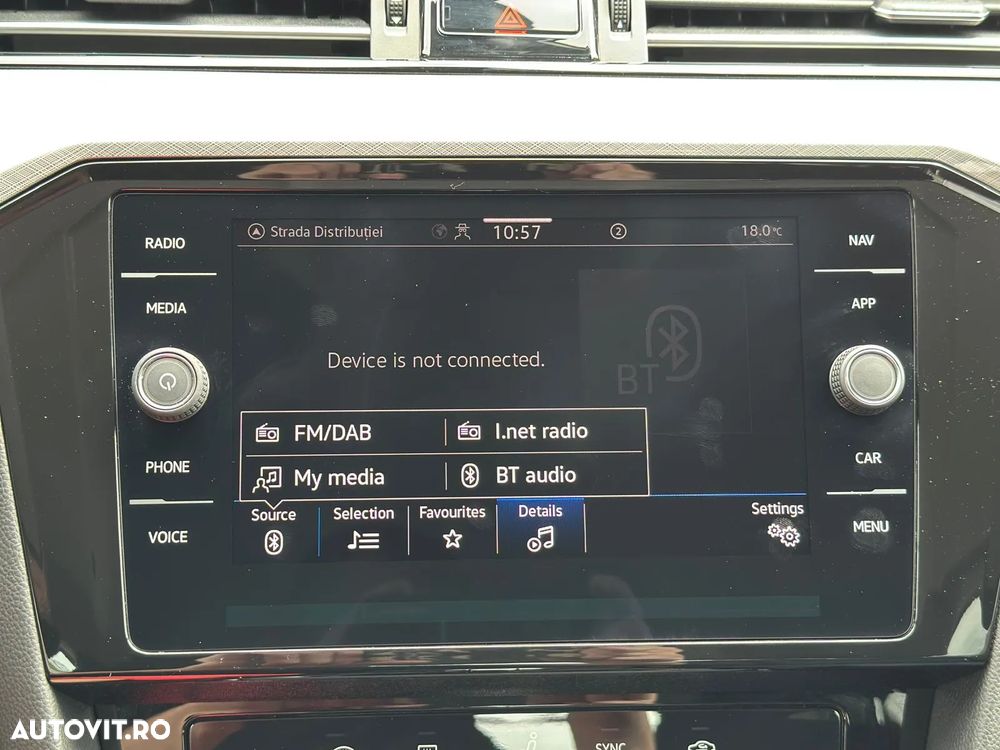 Strada Distribuției 10:57 2 18.0°C
RADIO
MEDIA
PHONE
VOICE
NAV
APP
CAR
MENU
Device is not connected.
BT
FM/DAB I.net radio
My media BT audio
Source Selection Favourites Details Settings
SYNC
AUTOVIT.RO